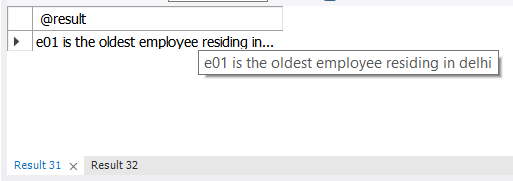 @result
e01 is the oldest employee residing in...
e01 is the oldest employee residing in delhi
Result 31 × Result 32